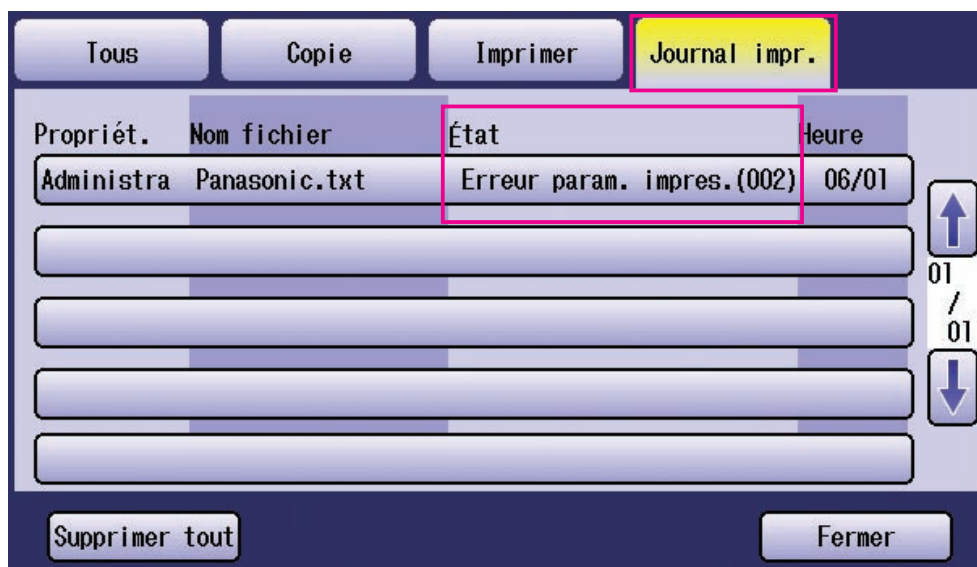 Tous Copie Imprimer Journal impr.
Propriét. Nom fichier État Heure
Administra Panasonic.txt Erreur param. impres.(002) 06/01
01
/
01
Supprimer tout Fermer